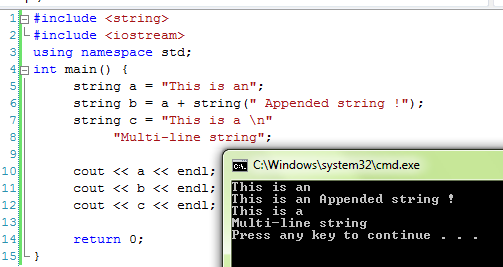 1 #include <string>
2 #include <iostream>
3 using namespace std;
4 int main() {
5 string a = "This is an";
6 string b = a + string(" Appended string !");
7 string c = "This is a \n"
8 "Multi-line string";
9
10 cout << a << endl;
11 cout << b << endl;
12 cout << c << endl;
13
14 return 0;
15 }
C:\Windows\system32\cmd.exe
This is an
This is an Appended string !
This is a
Multi-line string
Press any key to continue . . .